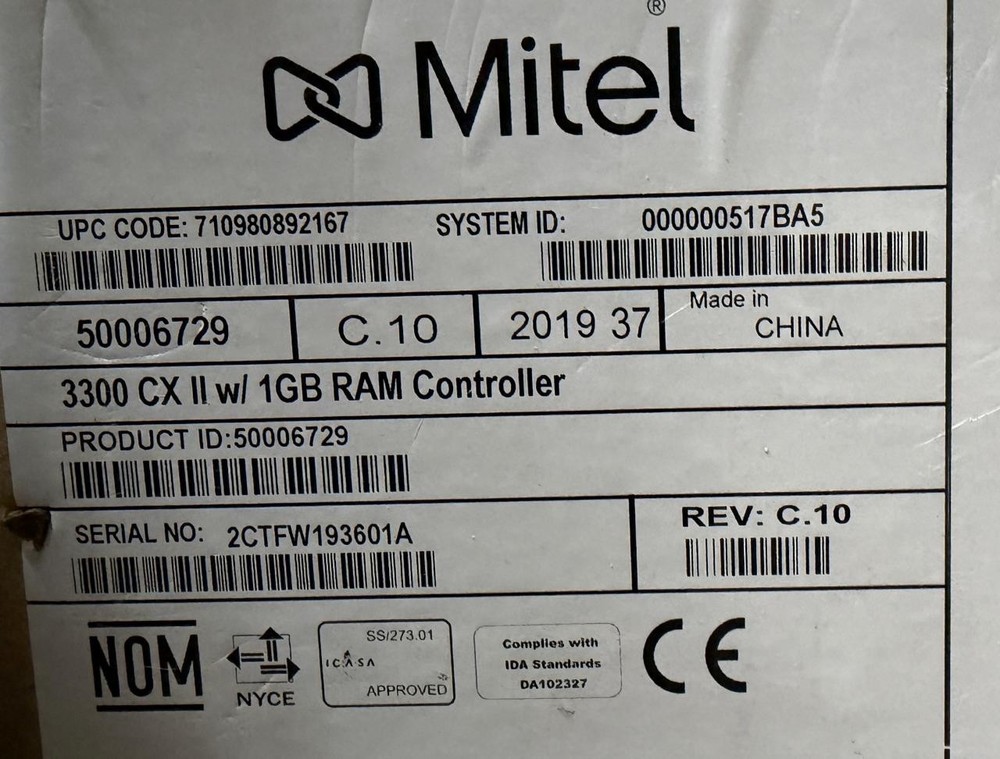 Mitel®
UPC CODE: 710980892167 SYSTEM ID: 000000517BA5
50006729 C.10 2019 37 Made in
CHINA
3300 CX II w/ 1GB RAM Controller
PRODUCT ID:50006729
SERIAL NO: 2CTFW193601A REV: C.10
NOM
NYCE
SS/273.01
ICASA
APPROVED
Complies with
IDA Standards
DA102327
CE